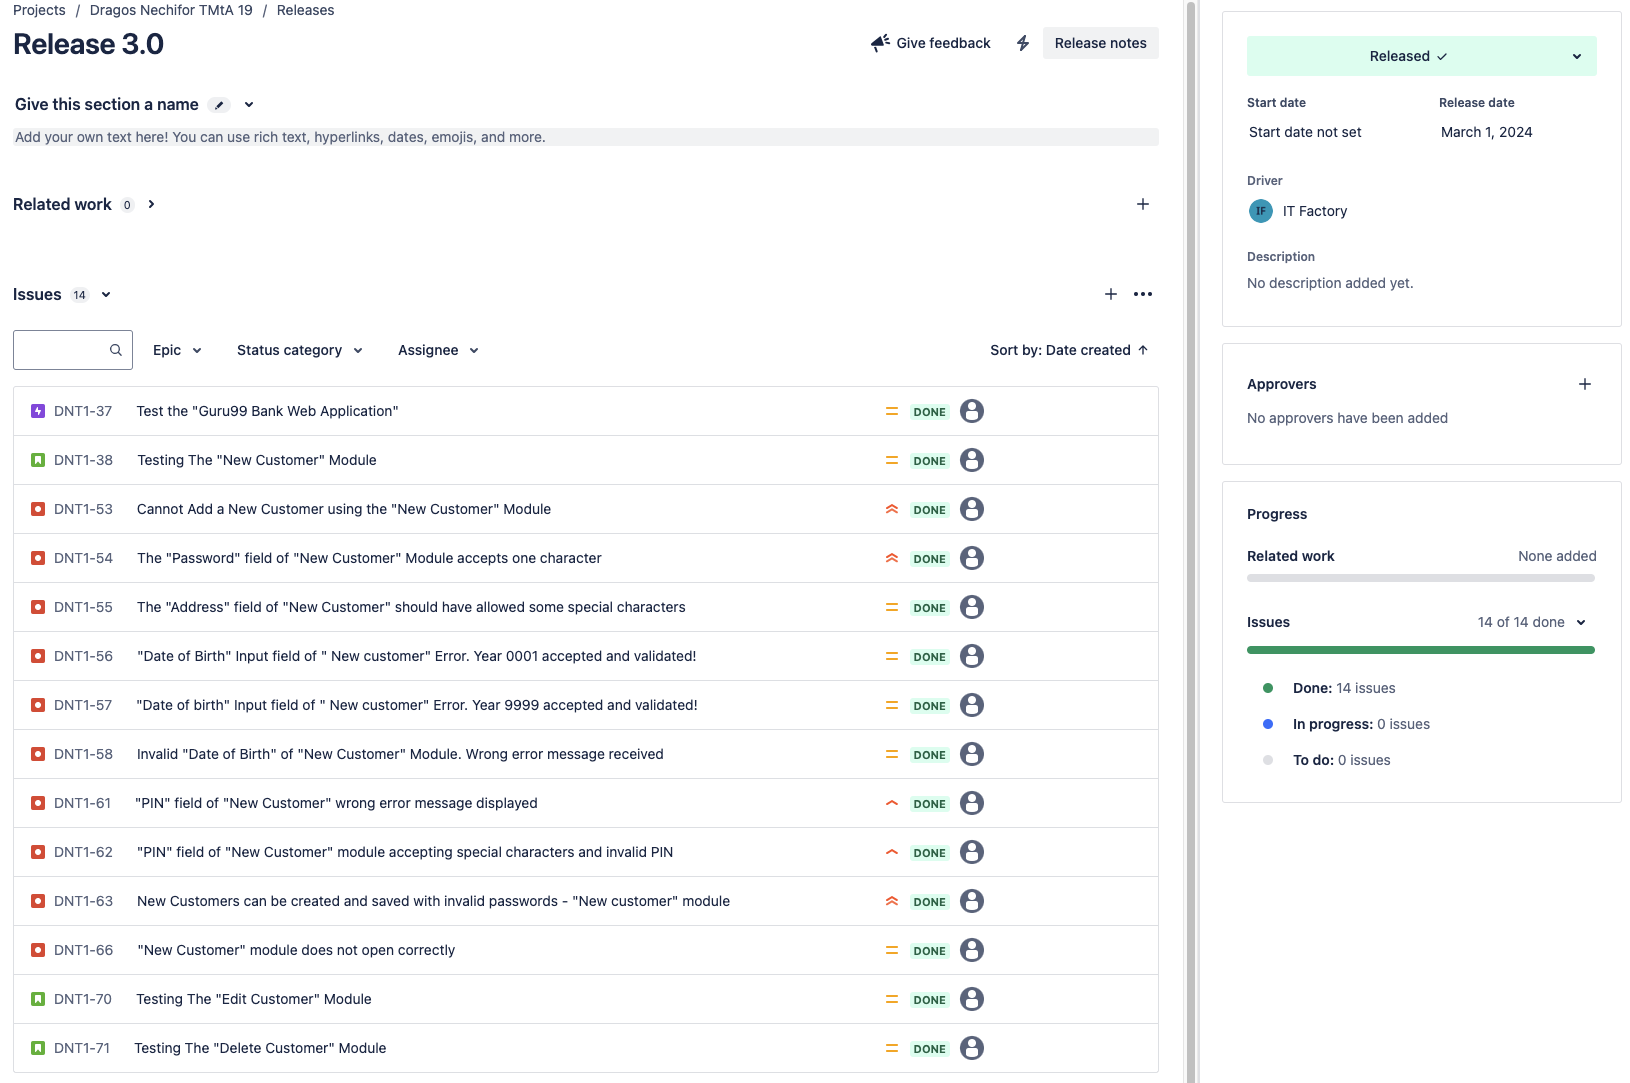 Projects / Dragos Nechifor TMtA 19 / Releases
Release 3.0
Give feedback
Release notes
Give this section a name
Add your own text here! You can use rich text, hyperlinks, dates, emojis, and more.
Related work 0
Issues 14
Epic
Status category
Assignee
Sort by: Date created
DNT1-37 Test the "Guru99 Bank Web Application" DONE
DNT1-38 Testing The "New Customer" Module DONE
DNT1-53 Cannot Add a New Customer using the "New Customer" Module DONE
DNT1-54 The "Password" field of "New Customer" Module accepts one character DONE
DNT1-55 The "Address" field of "New Customer" should have allowed some special characters DONE
DNT1-56 "Date of Birth" Input field of " New customer" Error. Year 0001 accepted and validated! DONE
DNT1-57 "Date of birth" Input field of " New customer" Error. Year 9999 accepted and validated! DONE
DNT1-58 Invalid "Date of Birth" of "New Customer" Module. Wrong error message received DONE
DNT1-61 "PIN" field of "New Customer" wrong error message displayed DONE
DNT1-62 "PIN" field of "New Customer" module accepting special characters and invalid PIN DONE
DNT1-63 New Customers can be created and saved with invalid passwords - "New customer" module DONE
DNT1-66 "New Customer" module does not open correctly DONE
DNT1-70 Testing The "Edit Customer" Module DONE
DNT1-71 Testing The "Delete Customer" Module DONE
Released
Start date Release date
Start date not set March 1, 2024
Driver
IF IT Factory
Description
No description added yet.
Approvers
No approvers have been added
Progress
Related work None added
Issues 14 of 14 done
Done: 14 issues
In progress: 0 issues
To do: 0 issues